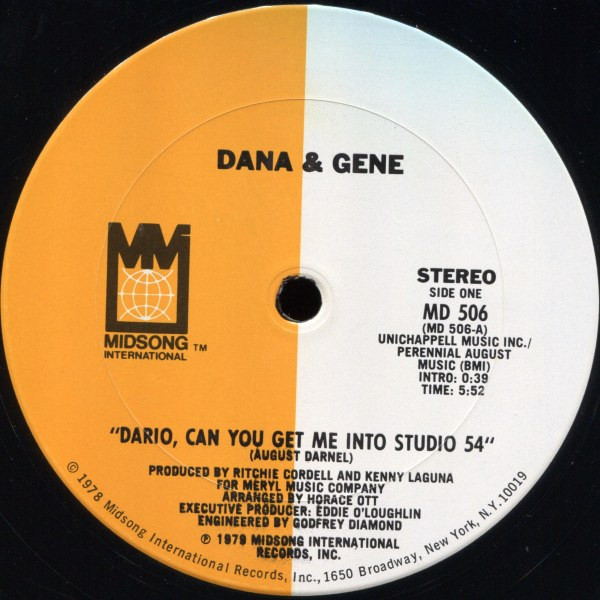 DANA & GENE
MM
MIDSONG TM
INTERNATIONAL
STEREO
SIDE ONE
MD 506
(MD 506-A)
UNICHAPPELL MUSIC INC./
PERENNIAL AUGUST
MUSIC (BMI)
INTRO: 0:39
TIME: 5:52
"DARIO, CAN YOU GET ME INTO STUDIO 54"
(AUGUST DARNEL)
PRODUCED BY RITCHIE CORDELL AND KENNY LAGUNA
FOR MERYL MUSIC COMPANY
ARRANGED BY HORACE OTT
EXECUTIVE PRODUCER: EDDIE O'LOUGHLIN
ENGINEERED BY GODFREY DIAMOND
℗ 1979 MIDSONG INTERNATIONAL
RECORDS, INC.
© 1978 Midsong International Records, Inc., 1650 Broadway, New York, N.Y. 10019